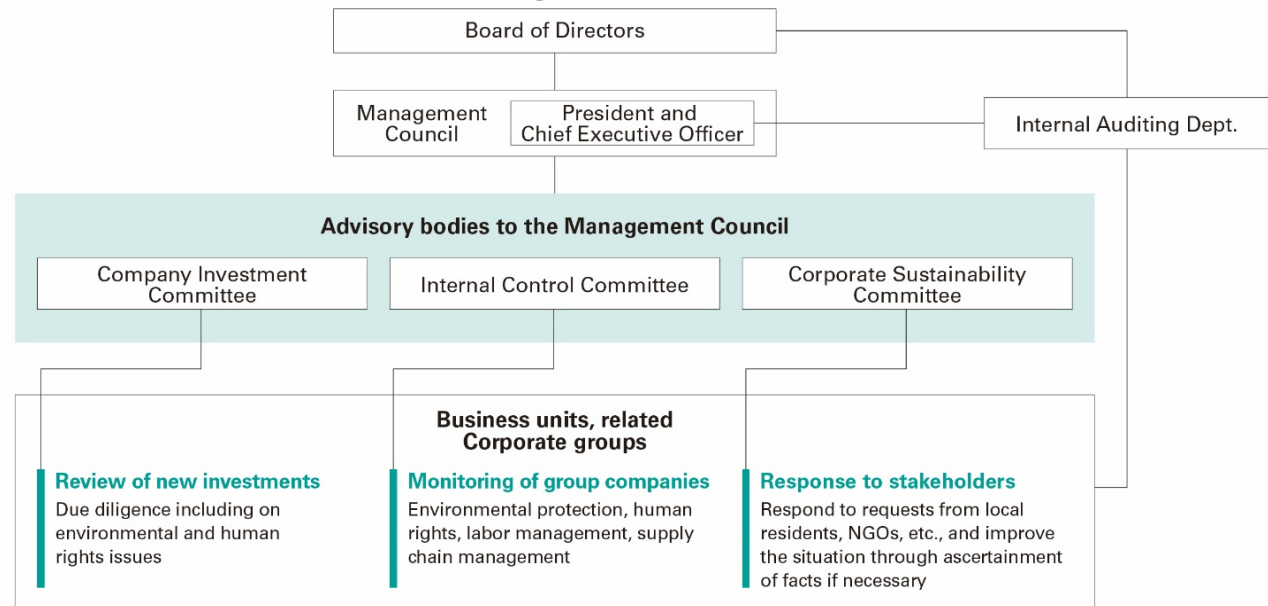 Board of Directors
Management
Council
President and
Chief Executive Officer
Internal Auditing Dept.
Advisory bodies to the Management Council
Company Investment
Committee
Internal Control Committee
Corporate Sustainability
Committee
Business units, related
Corporate groups
Review of new investments
Due diligence including on
environmental and human
rights issues
Monitoring of group companies
Environmental protection, human
rights, labor management, supply
chain management
Response to stakeholders
Respond to requests from local
residents, NGOs, etc., and improve
the situation through ascertainment
of facts if necessary